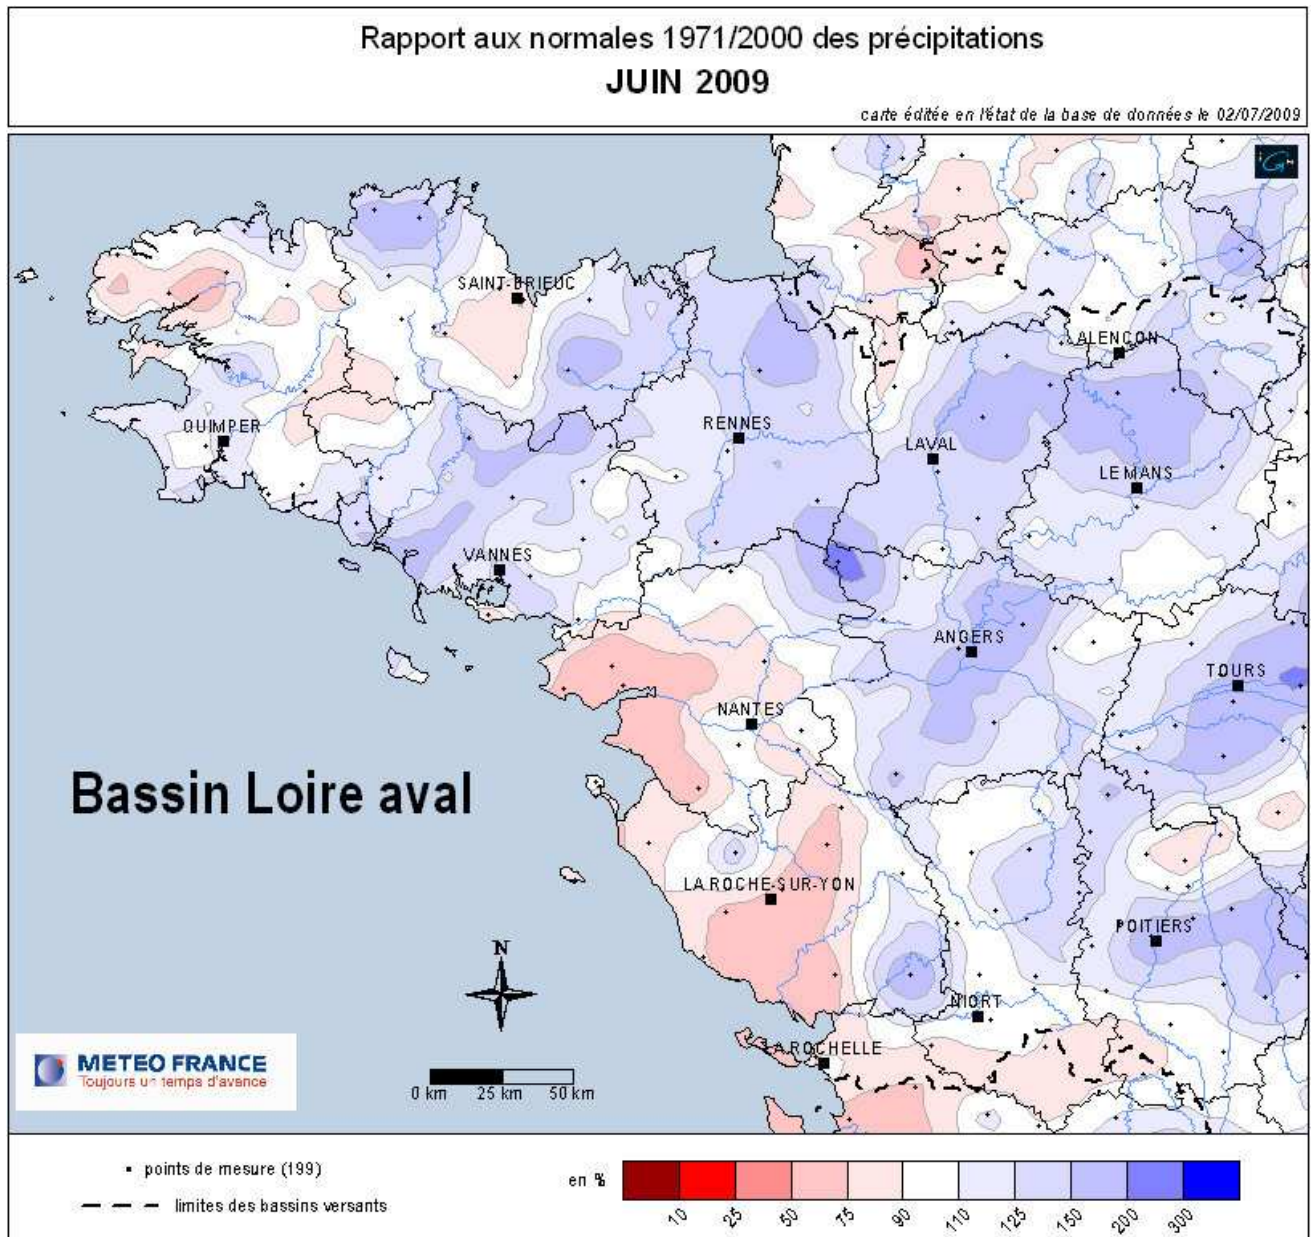 Rapport aux normales 1971/2000 des précipitations
JUIN 2009
carte éditée en l'état de la base de données le 02/07/2009
SAINT-BRIEUC
ALENÇON
QUIMPER
RENNES
LAVAL
LE MANS
VANNES
ANGERS
TOURS
NANTES
Bassin Loire aval
LA ROCHE-SUR-YON
POITIERS
N
NIORT
LA ROCHELLE
METEO FRANCE
Toujours un temps d'avance
0 km 25 km 50 km
points de mesure (199)
limites des bassins versants
en %
10 25 50 75 90 110 125 150 200 300